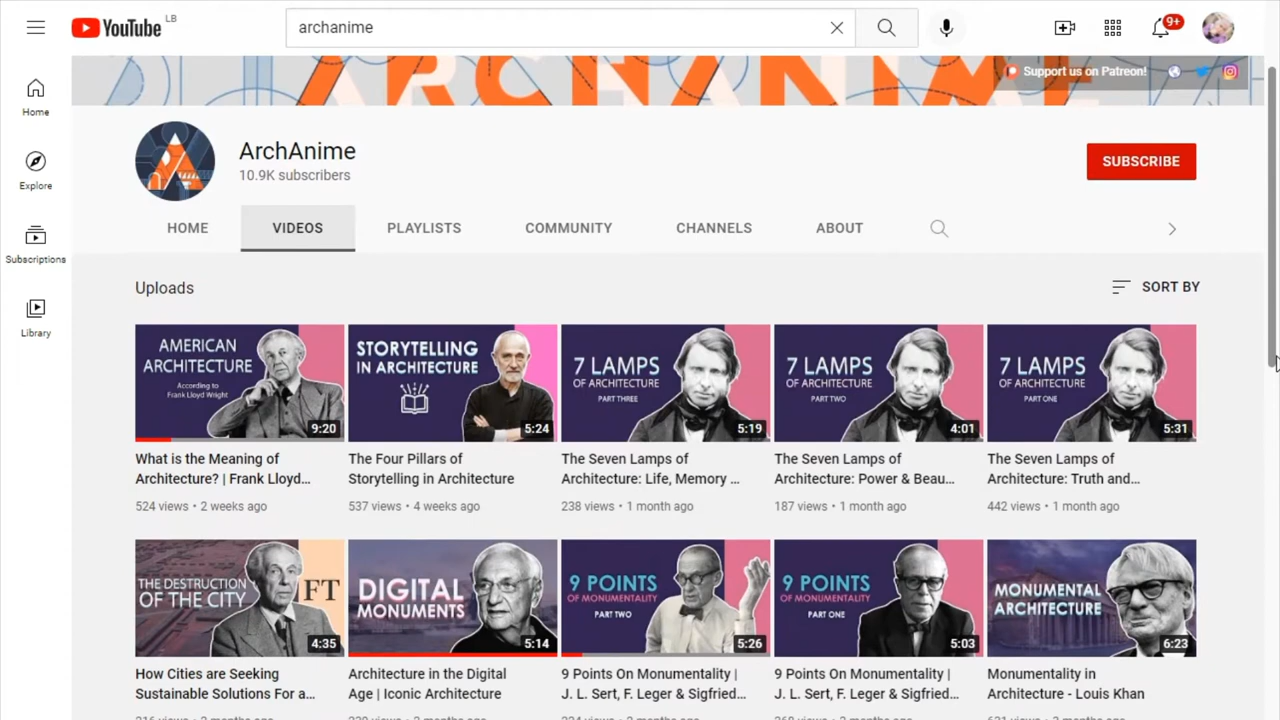 YouTube LB
archanime
9+
ARCHANIME
Support us on Patreon!
Home
Explore
Subscriptions
Library
ArchAnime
10.9K subscribers
SUBSCRIBE
HOME VIDEOS PLAYLISTS COMMUNITY CHANNELS ABOUT
Uploads
SORT BY
AMERICAN
ARCHITECTURE
According to
Frank Lloyd Wright
9:20
What is the Meaning of
Architecture? | Frank Lloyd...
524 views • 2 weeks ago
STORYTELLING
IN ARCHITECTURE
5:24
The Four Pillars of
Storytelling in Architecture
537 views • 4 weeks ago
7 LAMPS
OF ARCHITECTURE
PART THREE
5:19
The Seven Lamps of
Architecture: Life, Memory ...
238 views • 1 month ago
7 LAMPS
OF ARCHITECTURE
PART TWO
4:01
The Seven Lamps of
Architecture: Power & Beau...
187 views • 1 month ago
7 LAMPS
OF ARCHITECTURE
PART ONE
5:31
The Seven Lamps of
Architecture: Truth and...
442 views • 1 month ago
THE DESTRUCTION
OF THE CITY
FT
4:35
How Cities are Seeking
Sustainable Solutions For a...
DIGITAL
MONUMENTS
5:14
Architecture in the Digital
Age | Iconic Architecture
9 POINTS
OF MONUMENTALITY
PART TWO
5:26
9 Points On Monumentality |
J. L. Sert, F. Leger & Sigfried...
9 POINTS
OF MONUMENTALITY
PART ONE
5:03
9 Points On Monumentality |
J. L. Sert, F. Leger & Sigfried...
MONUMENTAL
ARCHITECTURE
6:23
Monumentality in
Architecture - Louis Khan